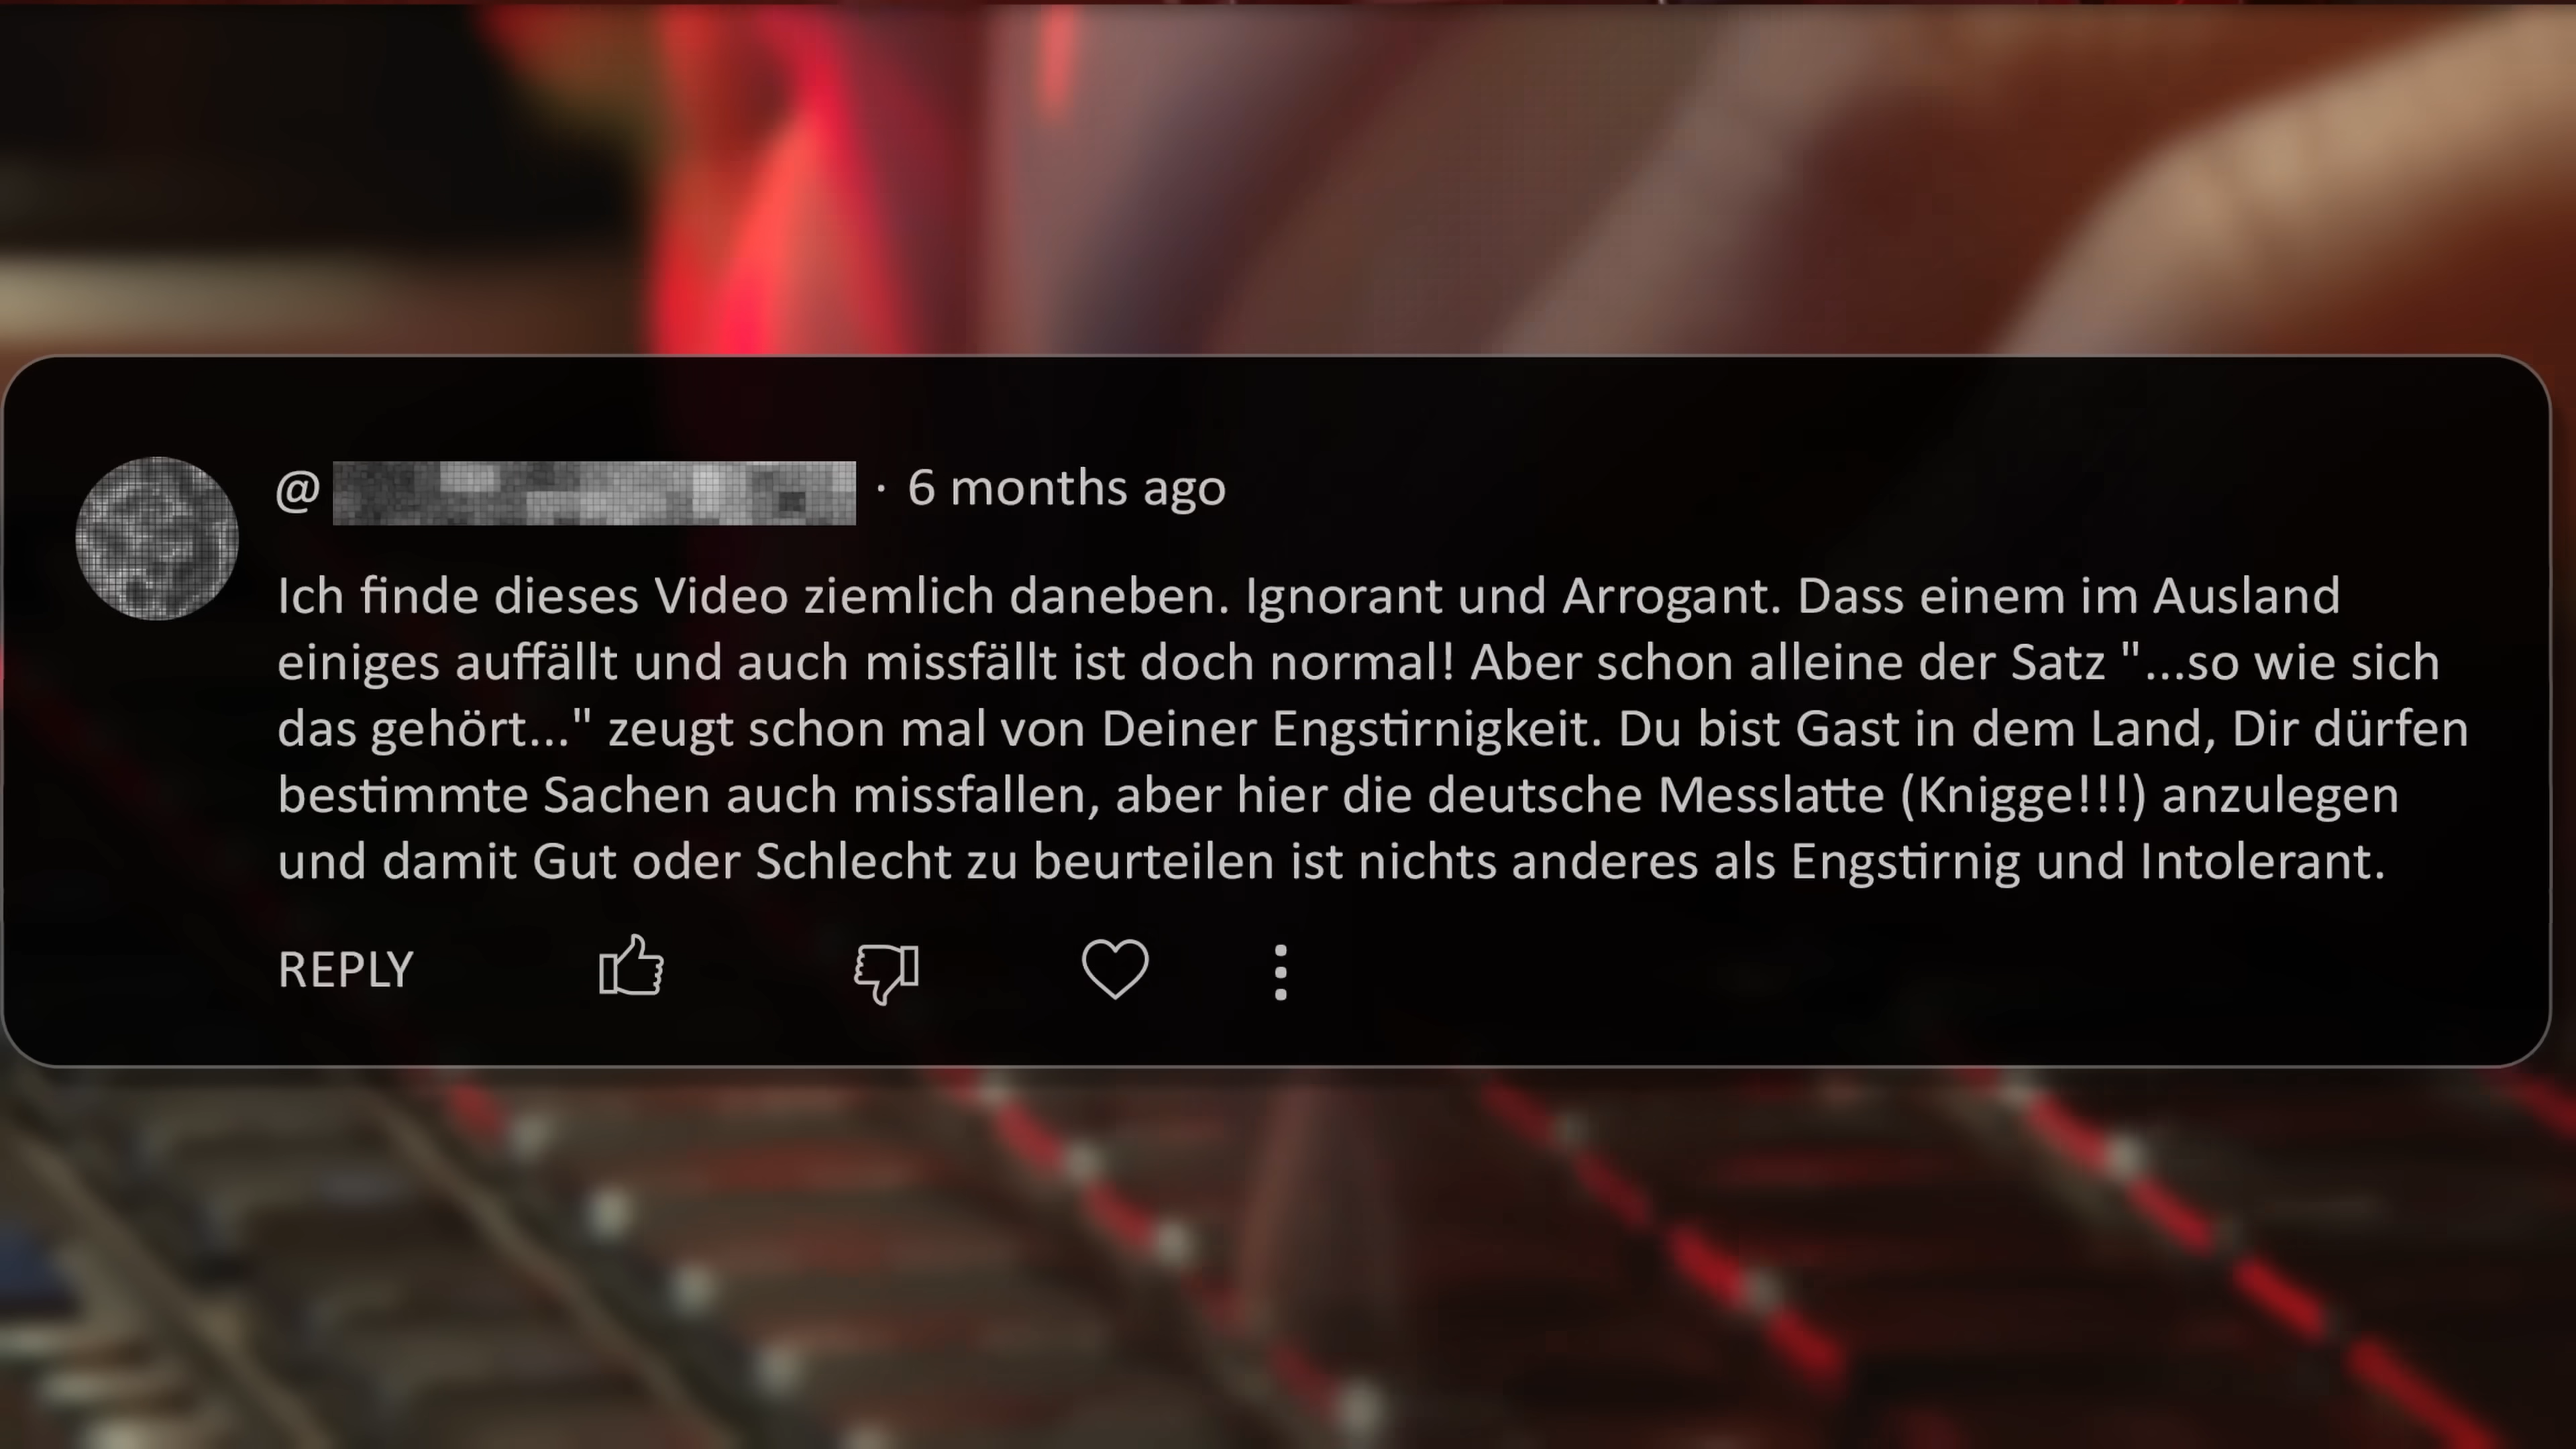 @ · 6 months ago
Ich finde dieses Video ziemlich daneben. Ignorant und Arrogant. Dass einem im Ausland
einiges auffällt und auch missfällt ist doch normal! Aber schon alleine der Satz "...so wie sich
das gehört..." zeugt schon mal von Deiner Engstirnigkeit. Du bist Gast in dem Land, Dir dürfen
bestimmte Sachen auch missfallen, aber hier die deutsche Messlatte (Knigge!!!) anzulegen
und damit Gut oder Schlecht zu beurteilen ist nichts anderes als Engstirnig und Intolerant.
REPLY